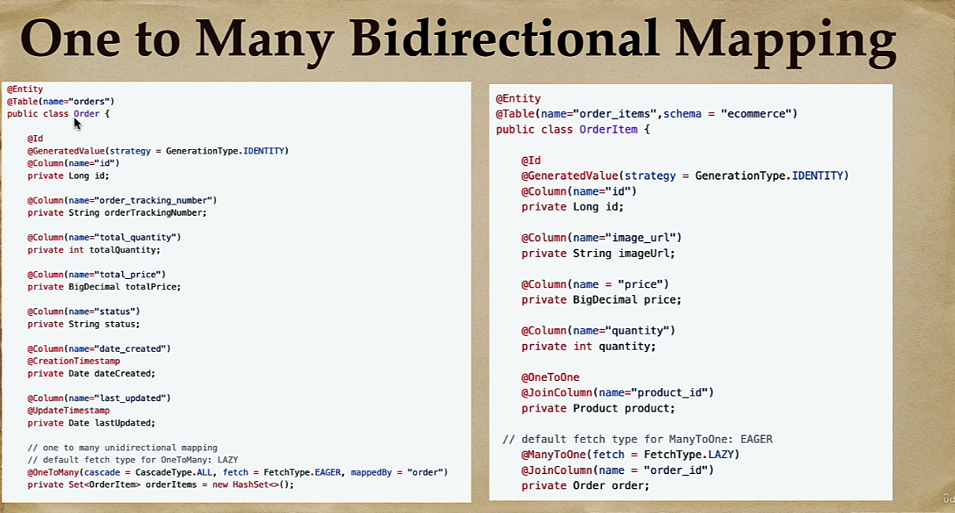 One to Many Bidirectional Mapping
@Entity
@Table(name="orders")
public class Order {
@Id
@GeneratedValue(strategy = GenerationType.IDENTITY)
@Column(name="id")
private Long id;
@Column(name="order_tracking_number")
private String orderTrackingNumber;
@Column(name="total_quantity")
private int totalQuantity;
@Column(name="total_price")
private BigDecimal totalPrice;
@Column(name="status")
private String status;
@Column(name="date_created")
@CreationTimestamp
private Date dateCreated;
@Column(name="last_updated")
@UpdateTimestamp
private Date lastUpdated;
// one to many unidirectional mapping
// default fetch type for OneToMany: LAZY
@OneToMany(cascade = CascadeType.ALL, fetch = FetchType.EAGER, mappedBy = "order")
private Set<OrderItem> orderItems = new HashSet<>();
@Entity
@Table(name="order_items",schema = "ecommerce")
public class OrderItem {
@Id
@GeneratedValue(strategy = GenerationType.IDENTITY)
@Column(name="id")
private Long id;
@Column(name="image_url")
private String imageUrl;
@Column(name = "price")
private BigDecimal price;
@Column(name="quantity")
private int quantity;
@OneToOne
@JoinColumn(name="product_id")
private Product product;
// default fetch type for ManyToOne: EAGER
@ManyToOne(fetch = FetchType.LAZY)
@JoinColumn(name = "order_id")
private Order order;